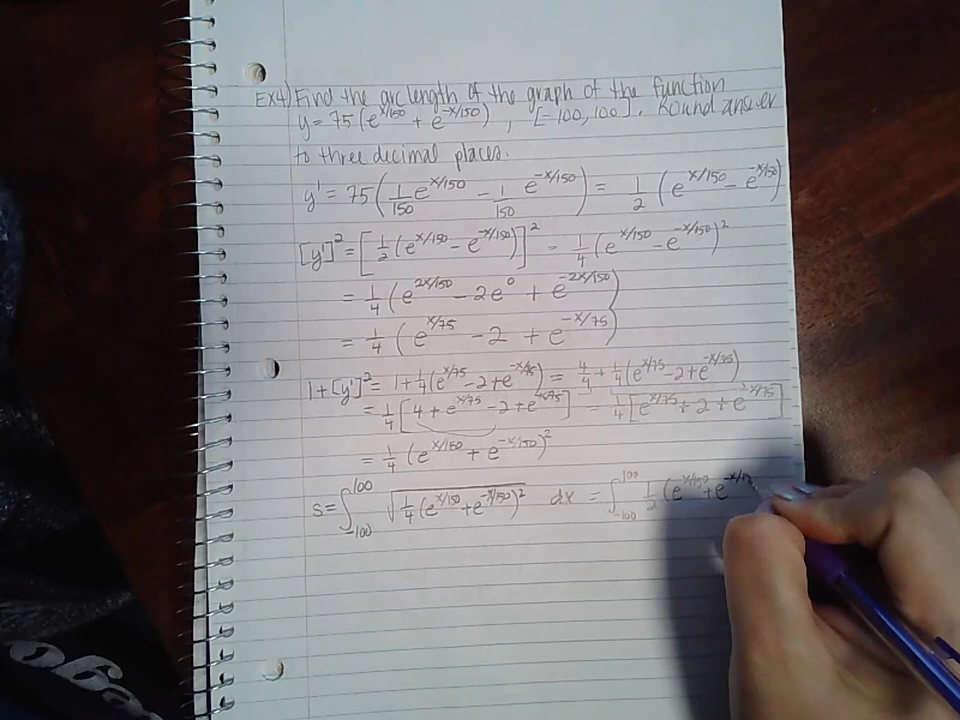 Ex4) Find the arc length of the graph of the function
y = 75(e^{x/150} + e^{-x/150}), [-100, 100]. Round answer
to three decimal places.
y' = 75(1/150 e^{x/150} - 1/150 e^{-x/150}) = 1/2 (e^{x/150} - e^{-x/150})
[y']^2 = [1/2 (e^{x/150} - e^{-x/150})]^2 = 1/4 (e^{x/150} - e^{-x/150})^2
= 1/4 (e^{2x/150} - 2e^0 + e^{-2x/150})
= 1/4 (e^{x/75} - 2 + e^{-x/75})
1 + [y']^2 = 1 + 1/4 (e^{x/75} - 2 + e^{-x/75}) = 4/4 + 1/4 (e^{x/75} - 2 + e^{-x/75})
= 1/4 [4 + e^{x/75} - 2 + e^{-x/75}] = 1/4 [e^{x/75} + 2 + e^{-x/75}]
= 1/4 (e^{x/150} + e^{-x/150})^2
s = ∫_{-100}^{100} √(1/4 (e^{x/150} + e^{-x/150})^2) dx = ∫_{-100}^{100} 1/2 (e^{x/150} + e^{-x/15